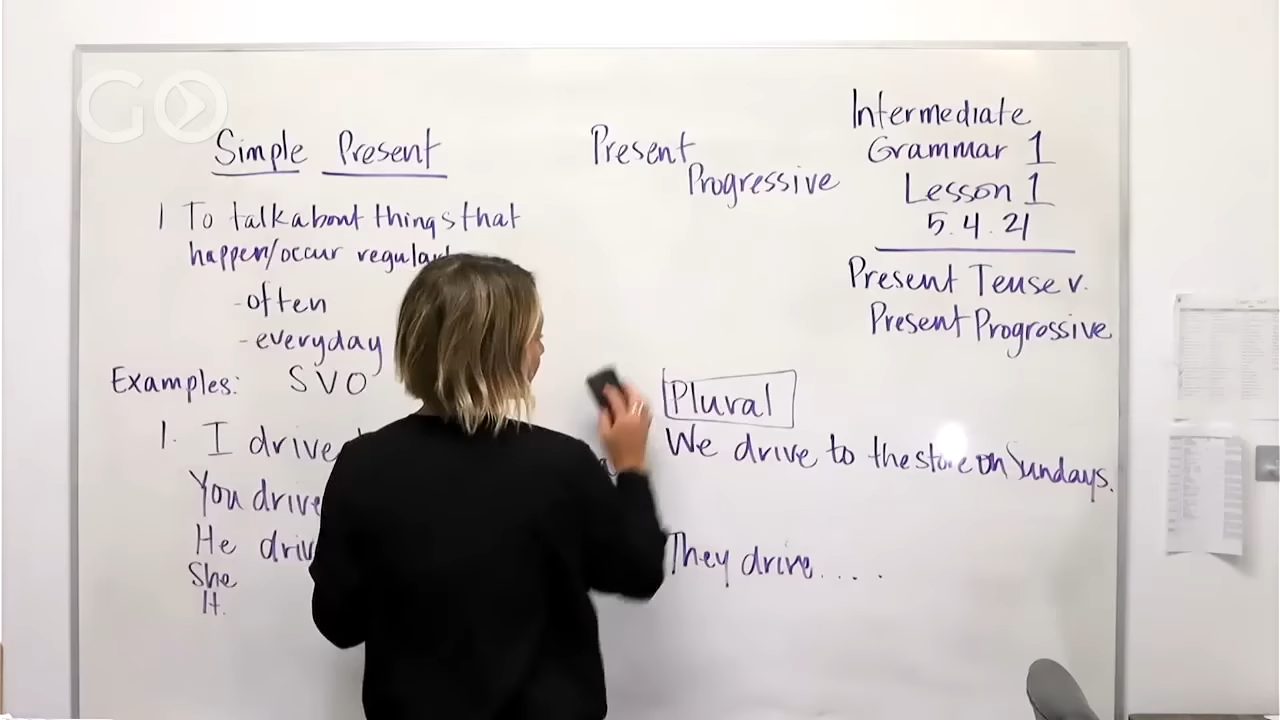 GO
Simple Present
1 To talk about things that
happen/occur
- often
- everyday
Examples: SVO
1. I drive
You drive
He
She
It.
Present
Progressive
Intermediate
Grammar 1
Lesson 1
5.4.21
Present Tense v.
Present Progressive
Plural
We drive to the store on Sundays.
They drive.....